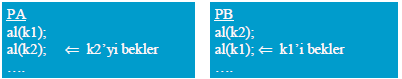 PA
al(k1);
al(k2); ⇐ k2’yi bekler
….
PB
al(k2);
al(k1); ⇐ k1’i bekler
….